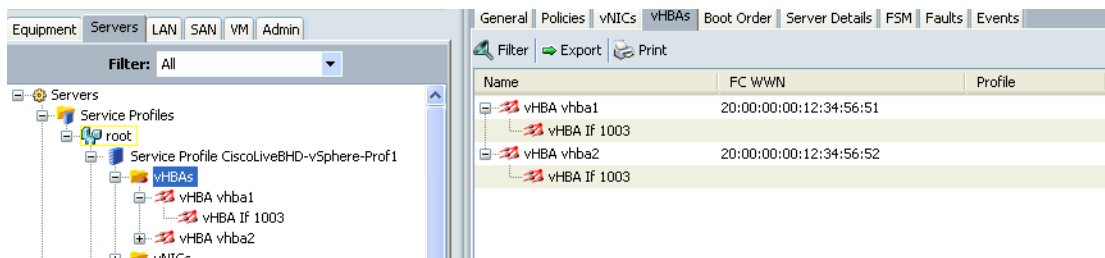 Equipment Servers LAN SAN VM Admin
Filter: All
Servers
Service Profiles
root
Service Profile CiscoLiveBHD-vSphere-Prof1
vHBAs
vHBA vhba1
vHBA If 1003
vHBA vhba2
vNICs
General Policies vNICs vHBAs Boot Order Server Details FSM Faults Events
Filter Export Print
Name FC WWN Profile
vHBA vhba1 20:00:00:00:12:34:56:51
vHBA If 1003
vHBA vhba2 20:00:00:00:12:34:56:52
vHBA If 1003